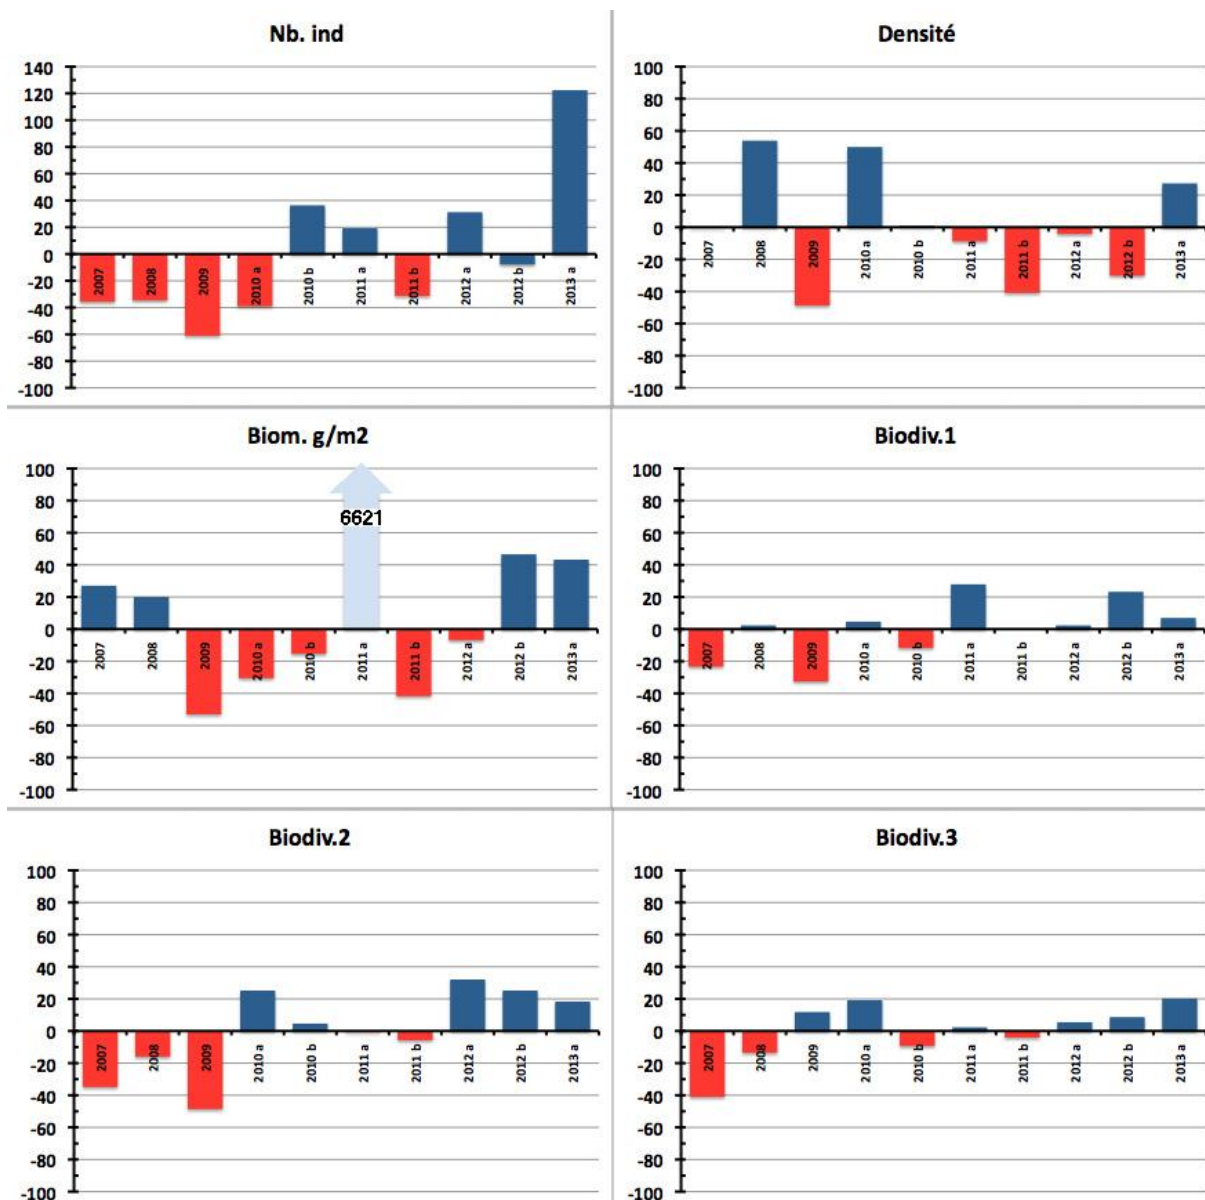 Nb. ind
140
120
100
80
60
40
20
0
-20
-40
-60
-80
-100
2007
2008
2009
2010 a
2010 b
2011 a
2011 b
2012 a
2012 b
2013 a
Densité
100
80
60
40
20
0
-20
-40
-60
-80
-100
2007
2008
2009
2010 a
2010 b
2011 a
2011 b
2012 a
2012 b
2013 a
Biom. g/m2
100
80
60
40
20
0
-20
-40
-60
-80
-100
6621
2007
2008
2009
2010 a
2010 b
2011 a
2011 b
2012 a
2012 b
2013 a
Biodiv.1
100
80
60
40
20
0
-20
-40
-60
-80
-100
2007
2008
2009
2010 a
2010 b
2011 a
2011 b
2012 a
2012 b
2013 a
Biodiv.2
100
80
60
40
20
0
-20
-40
-60
-80
-100
2007
2008
2009
2010 a
2010 b
2011 a
2011 b
2012 a
2012 b
2013 a
Biodiv.3
100
80
60
40
20
0
-20
-40
-60
-80
-100
2007
2008
2009
2010 a
2010 b
2011 a
2011 b
2012 a
2012 b
2013 a